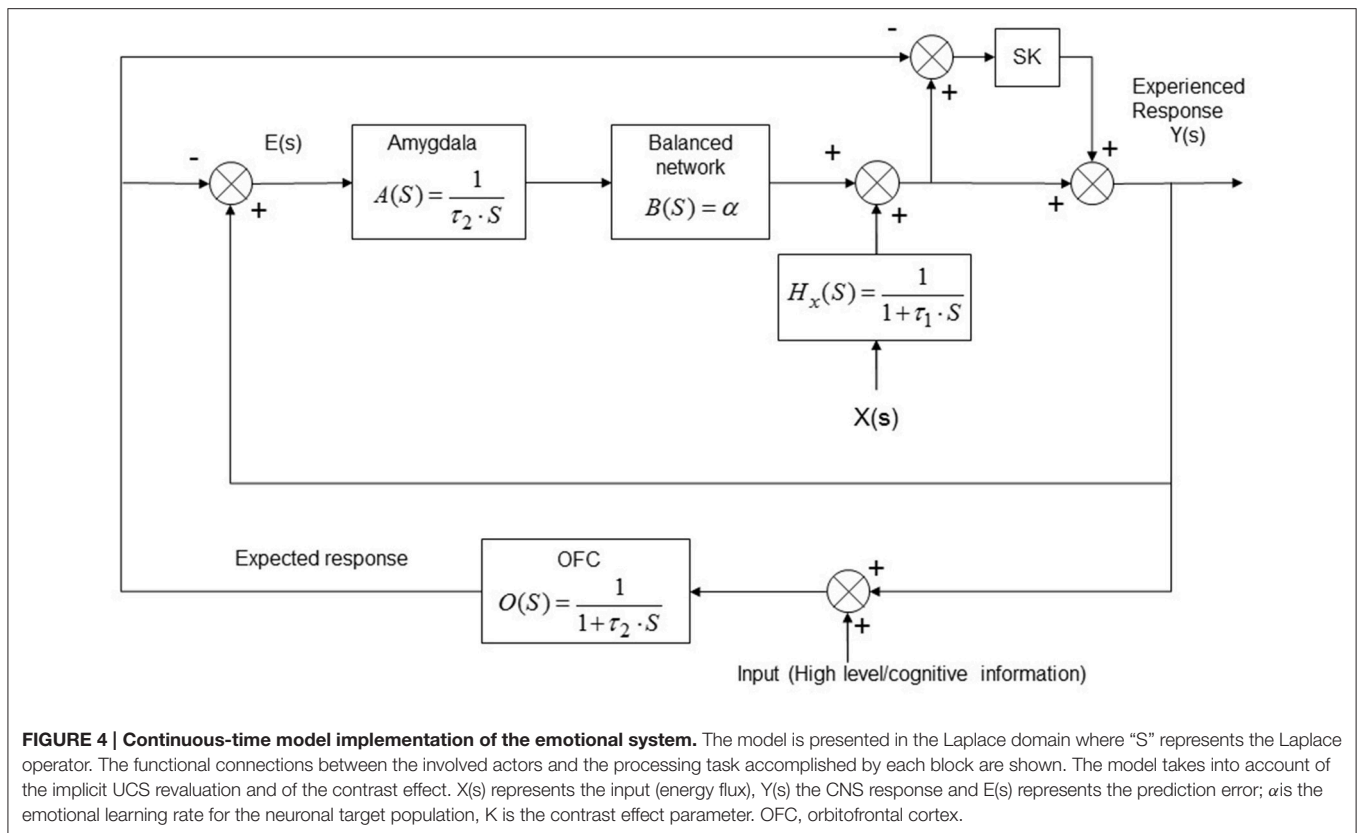 -
SK
+
Experienced
Response
Y(s)
-
E(s)
+
Amygdala
A(S) = 1 / τ₂ · S
Balanced
network
B(S) = α
+
+
+
+
Hₓ(S) = 1 / 1 + τ₁ · S
X(s)
Expected response
OFC
O(S) = 1 / 1 + τ₂ · S
+
+
Input (High level/cognitive information)
FIGURE 4 | Continuous-time model implementation of the emotional system. The model is presented in the Laplace domain where “S” represents the Laplace
operator. The functional connections between the involved actors and the processing task accomplished by each block are shown. The model takes into account of
the implicit UCS revaluation and of the contrast effect. X(s) represents the input (energy flux), Y(s) the CNS response and E(s) represents the prediction error; αis the
emotional learning rate for the neuronal target population, K is the contrast effect parameter. OFC, orbitofrontal cortex.